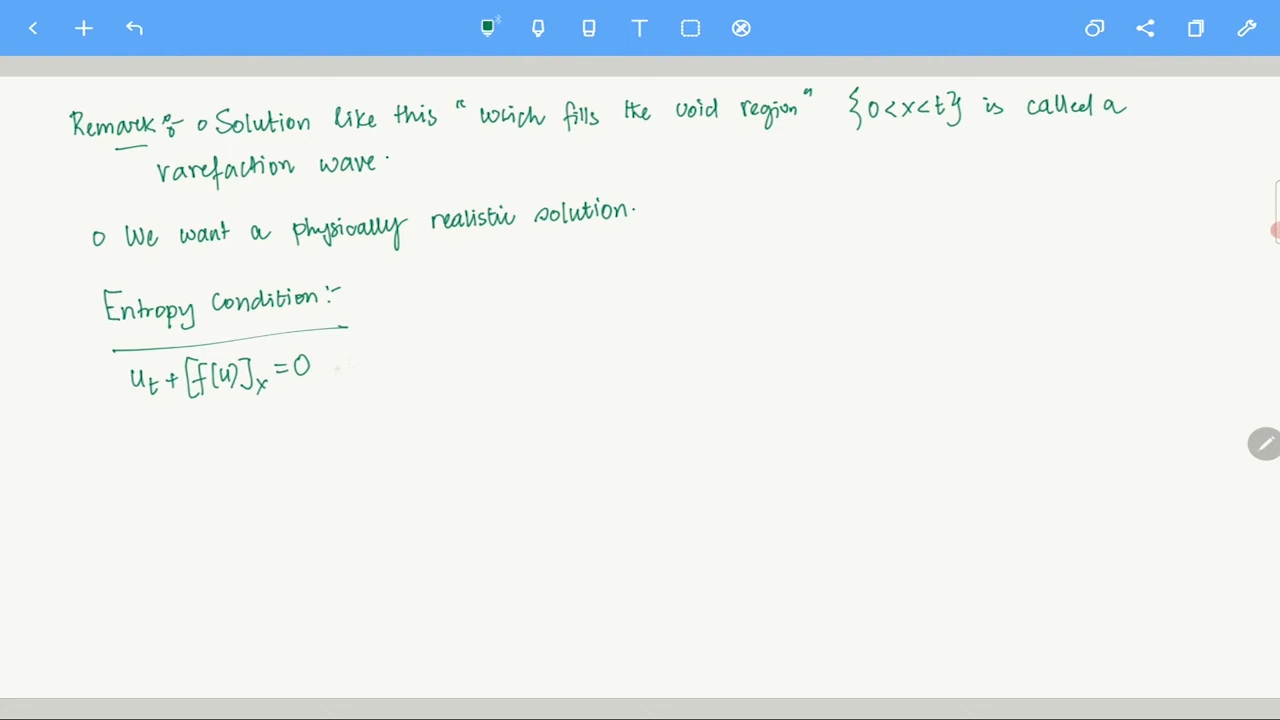 Remark :- o Solution like this "which fills the void region" {0<x<t} is called a
rarefaction wave.
o We want a physically realistic solution.
Entropy Condition :-
u_t + [f(u)]_x = 0